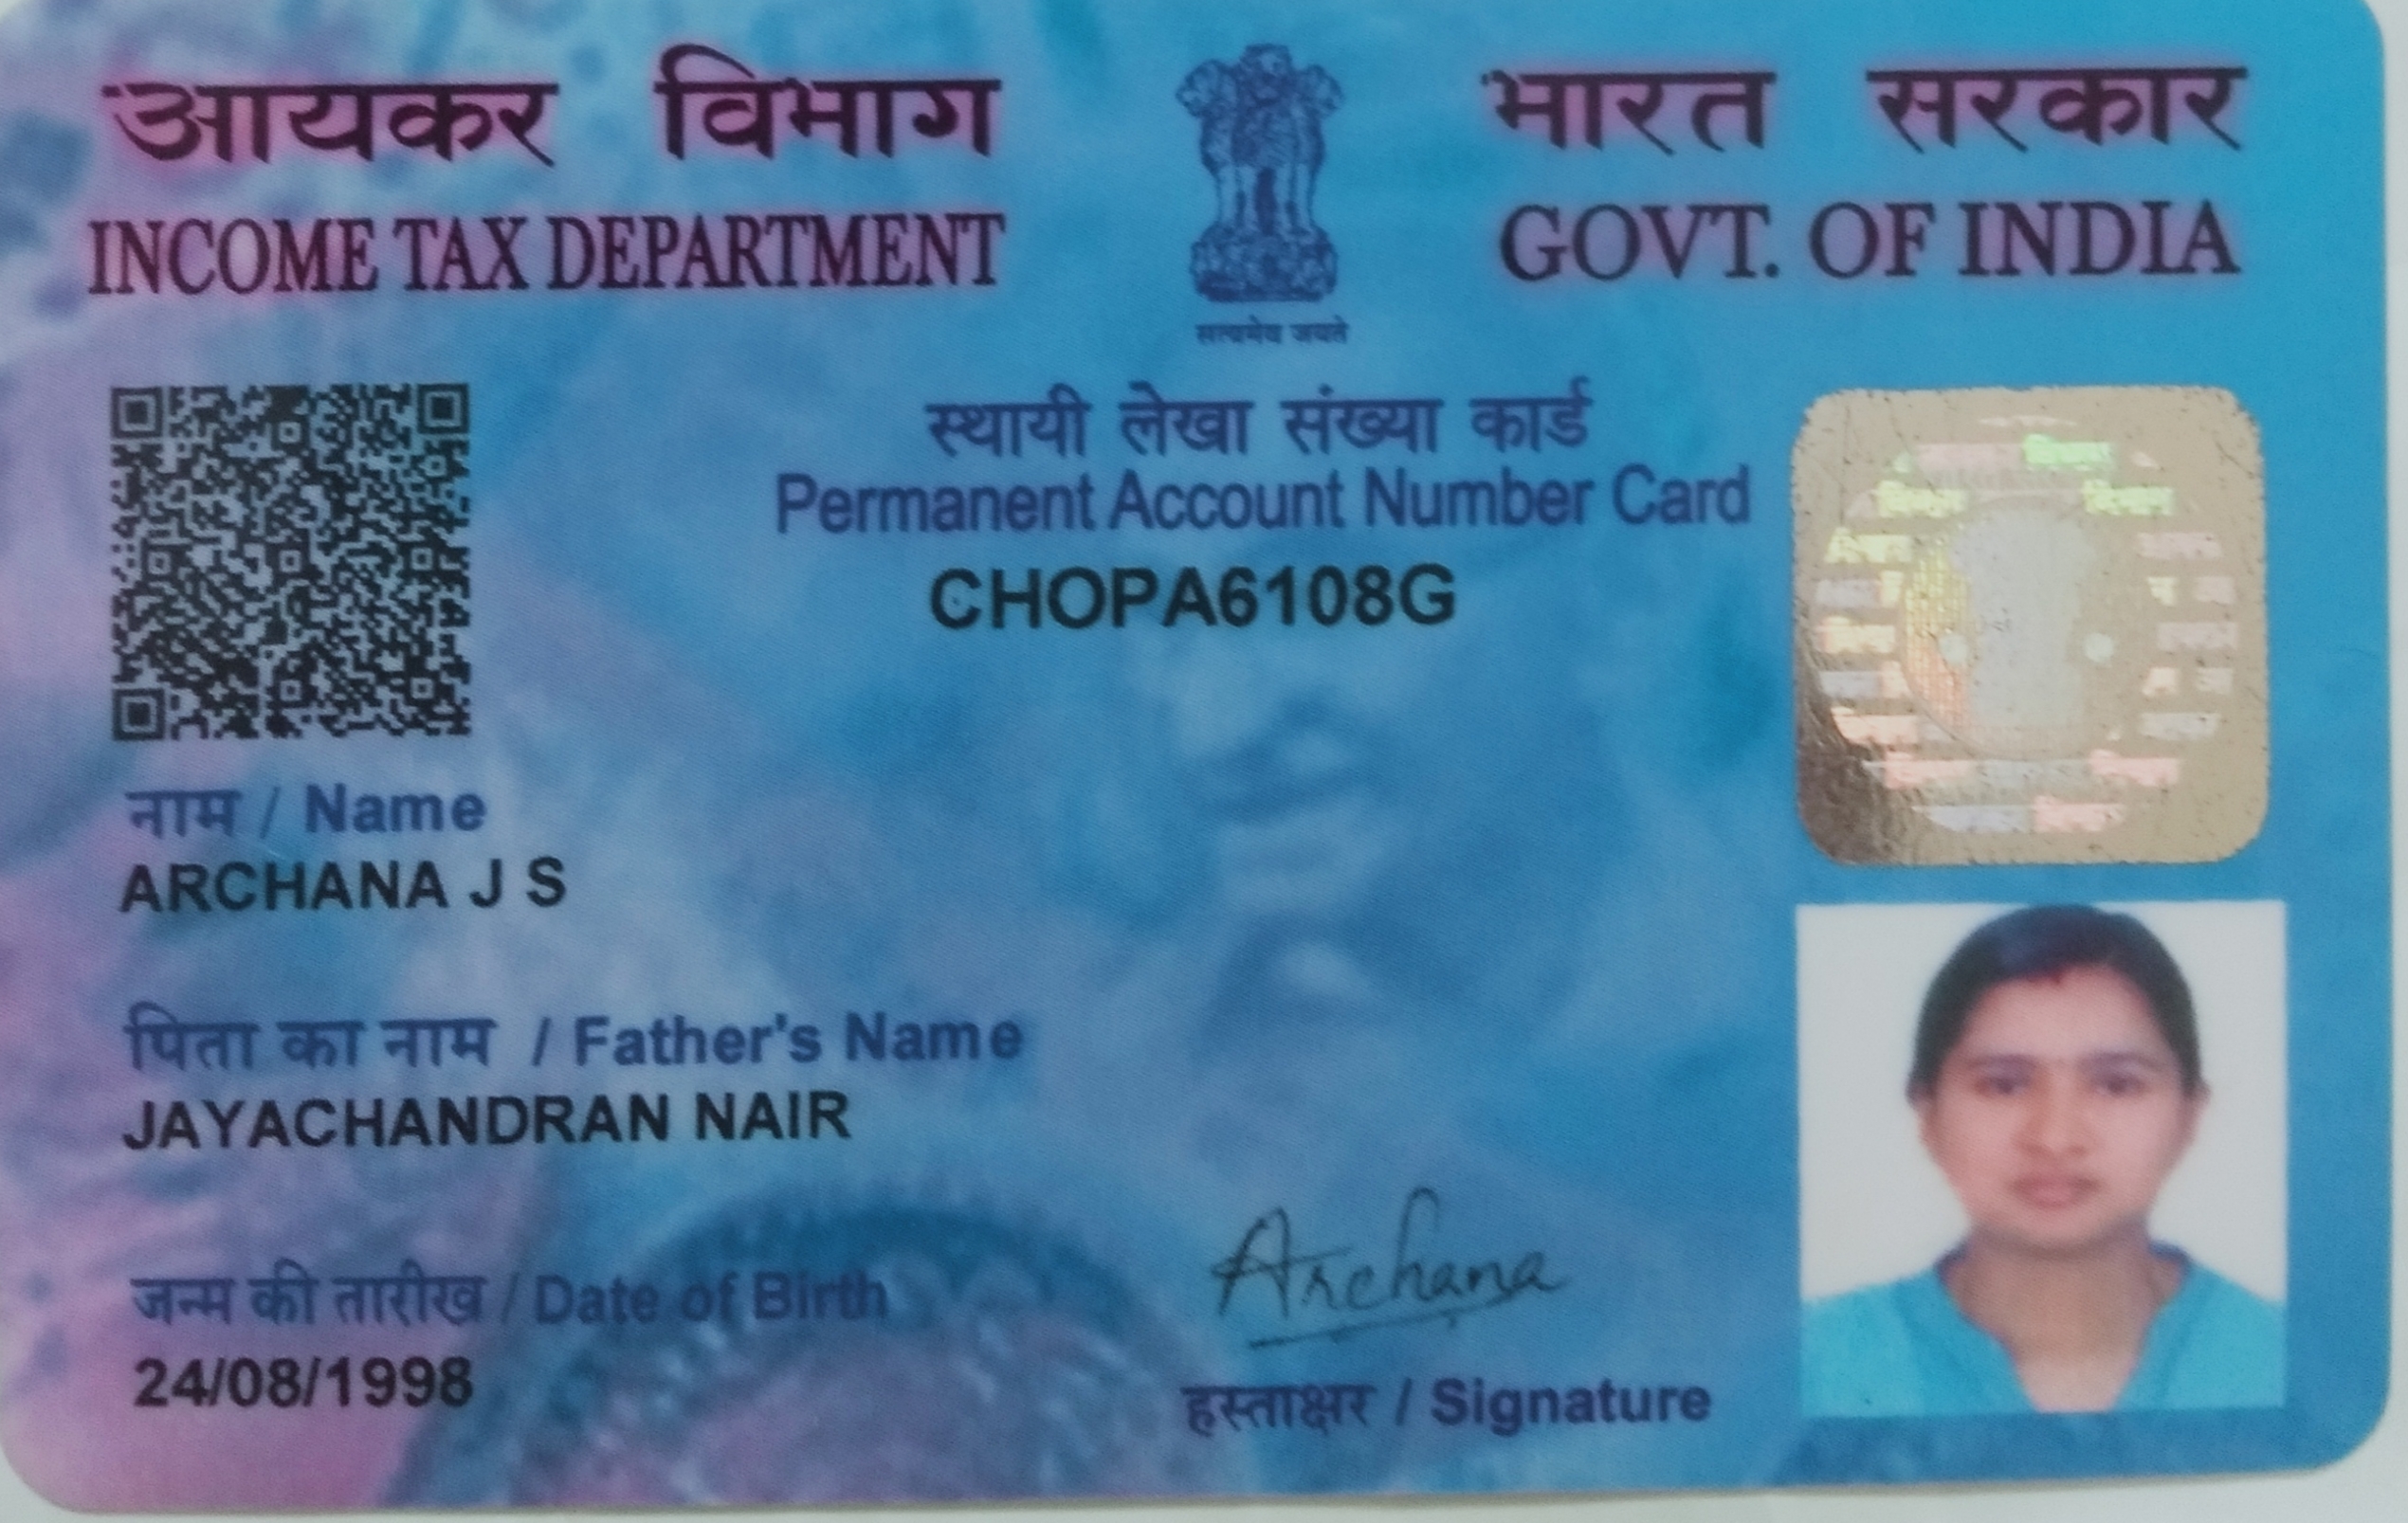 आयकर विभाग
INCOME TAX DEPARTMENT
भारत सरकार
GOVT. OF INDIA
सत्यमेव जयते
स्थायी लेखा संख्या कार्ड
Permanent Account Number Card
CHOPA6108G
नाम / Name
ARCHANA J S
पिता का नाम / Father's Name
JAYACHANDRAN NAIR
जन्म की तारीख / Date of Birth
24/08/1998
Archana
हस्ताक्षर / Signature